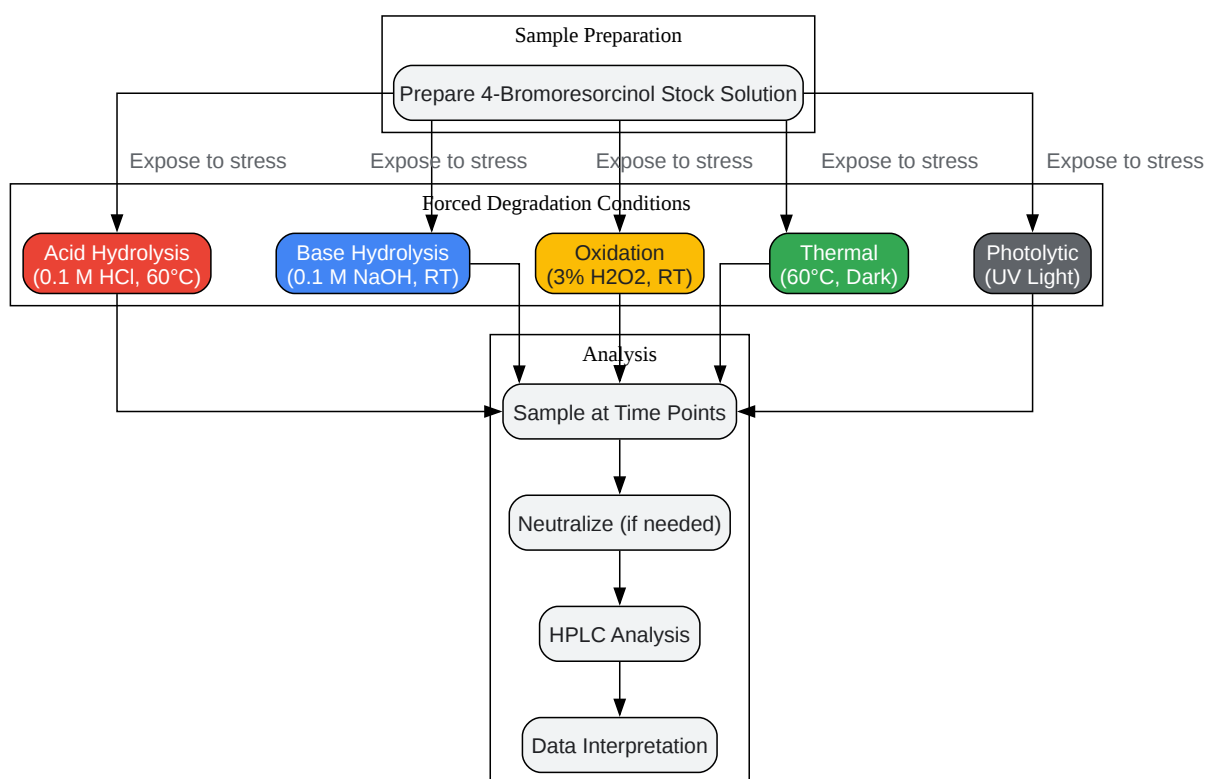 Sample Preparation
Prepare 4-Bromoresorcinol Stock Solution
Expose to stress
Expose to stress
Expose to stress
Expose to stress
Expose to stress
Forced Degradation Conditions
Acid Hydrolysis
(0.1 M HCl, 60°C)
Base Hydrolysis
(0.1 M NaOH, RT)
Oxidation
(3% H2O2, RT)
Thermal
(60°C, Dark)
Photolytic
(UV Light)
Analysis
Sample at Time Points
Neutralize (if needed)
HPLC Analysis
Data Interpretation